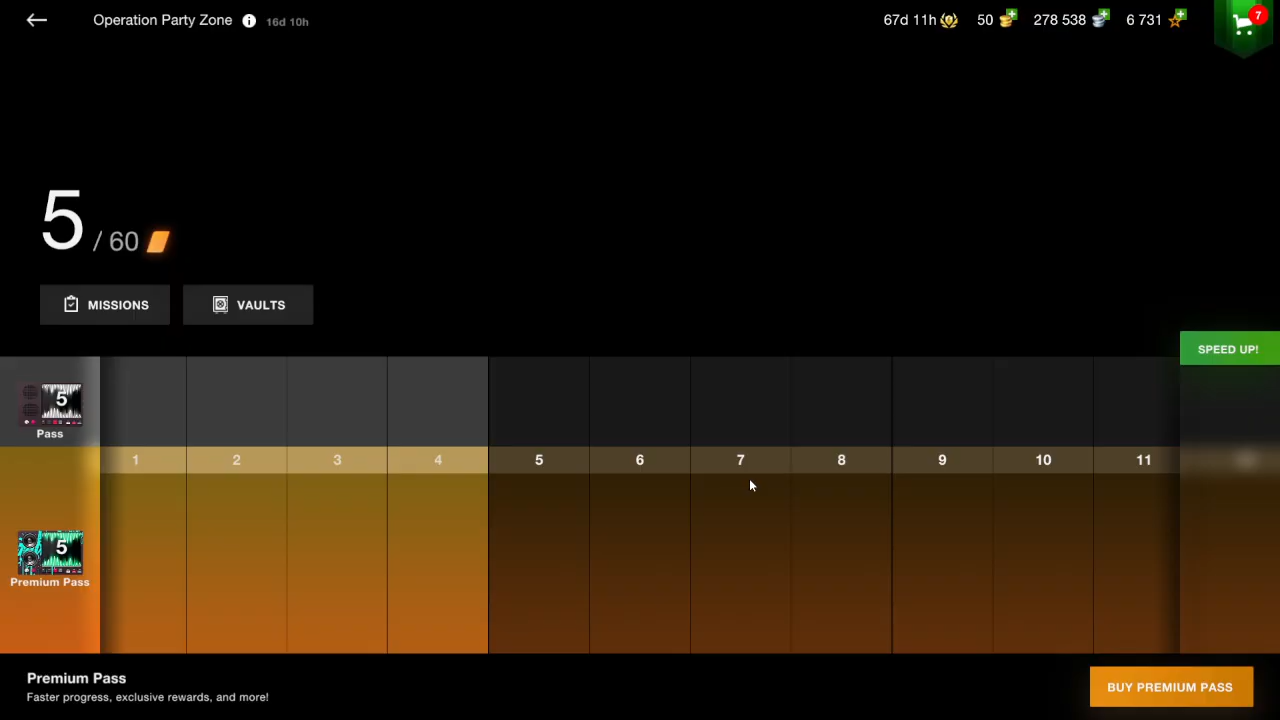 Operation Party Zone 16d 10h 67d 11h 50 278 538 6 731 7
5 / 60
MISSIONS VAULTS
SPEED UP!
5
Pass
1 2 3 4 5 6 7 8 9 10 11
5
Premium Pass
Premium Pass
Faster progress, exclusive rewards, and more!
BUY PREMIUM PASS